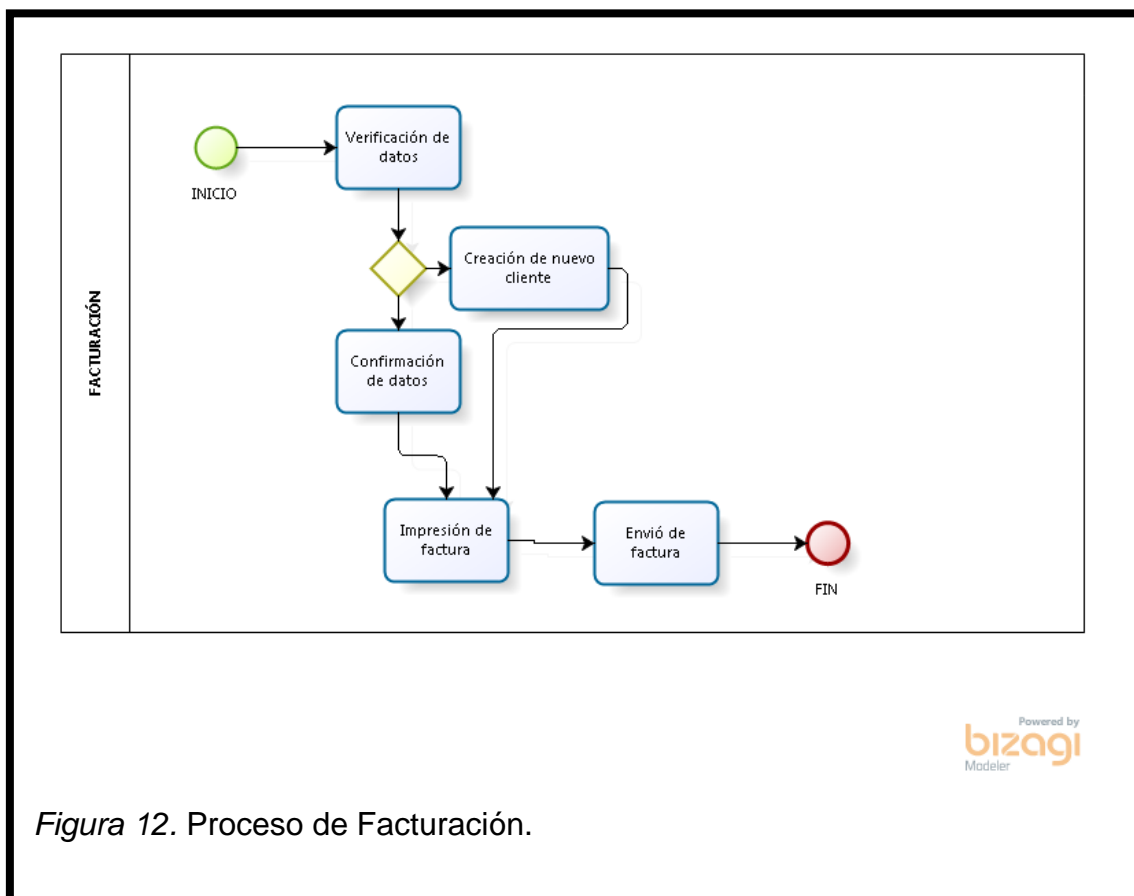 FACTURACIÓN
INICIO
Verificación de
datos
Creación de nuevo
cliente
Confirmación
de datos
Impresión de
factura
Envió de
factura
FIN
Powered by
bizagi
Modeler
Figura 12. Proceso de Facturación.